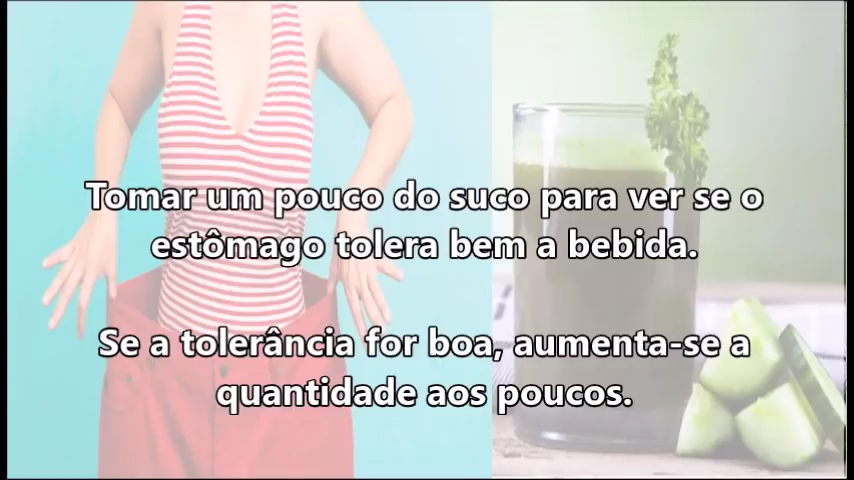 Tomar um pouco do suco para ver se o
estômago tolera bem a bebida.
Se a tolerância for boa, aumenta-se a
quantidade aos poucos.